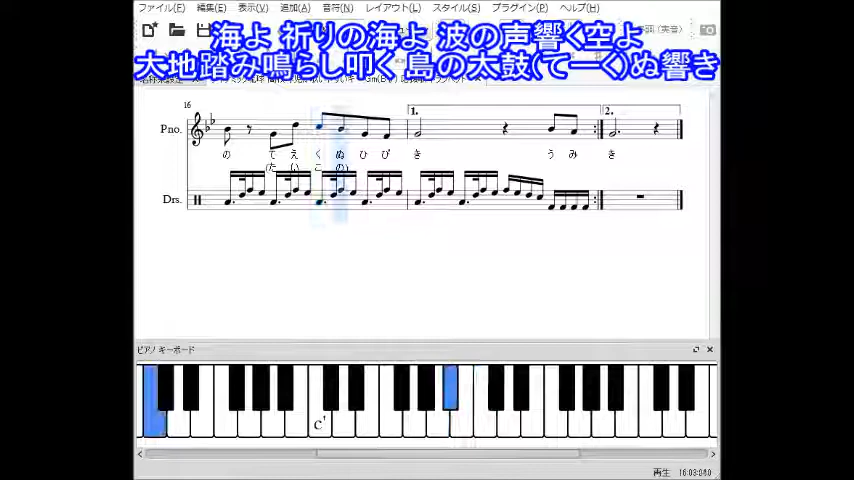 ファイル(F) 編集(E) 表示(V) 追加(A) 音符(N) レイアウト(L) スタイル(S) プラグイン(P) ヘルプ(H)
海よ 祈りの海よ 波の声響く空よ
大地踏み鳴らし叩く 島の太鼓(てーく)ぬ響き
16
1.
2.
Pno.
の て え く ぬ ひ び き う み き
(た い こ の)
Drs.
ピアノ キーボード
C'
再生 16:03:040